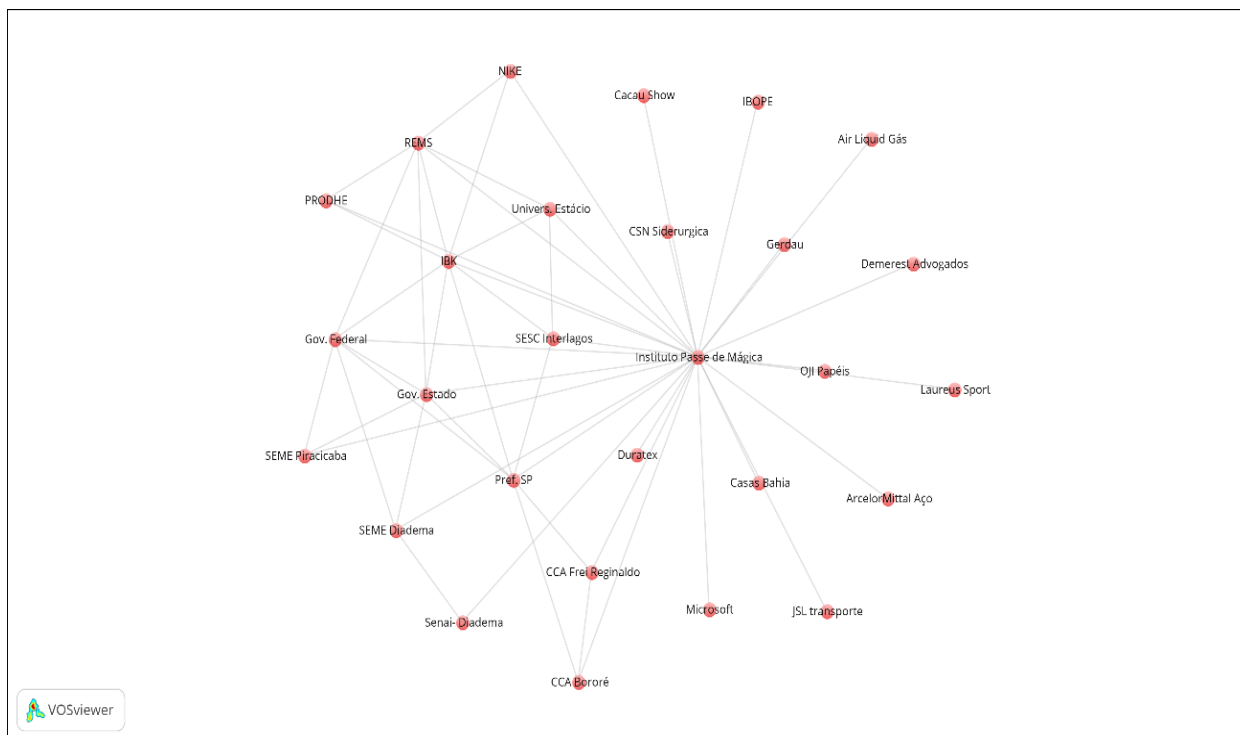 NIKE
Cacau Show
IBOPE
Air Liquid Gás
REMS
PRODHE
Univers. Estácio
CSN Siderurgica
Gerdau
IBK
Demerest Advogados
Gov. Federal
SESC Interlagos
Instituto Passe de Mágica
OJI Papéis
Laureus Sport
Gov. Estado
SEME Piracicaba
Duratex
Pref. SP
Casas Bahia
ArcelorMittal Aço
SEME Diadema
CCA Frei Reginaldo
Microsoft
JSL transporte
Senai- Diadema
CCA Bororé
VOSviewer